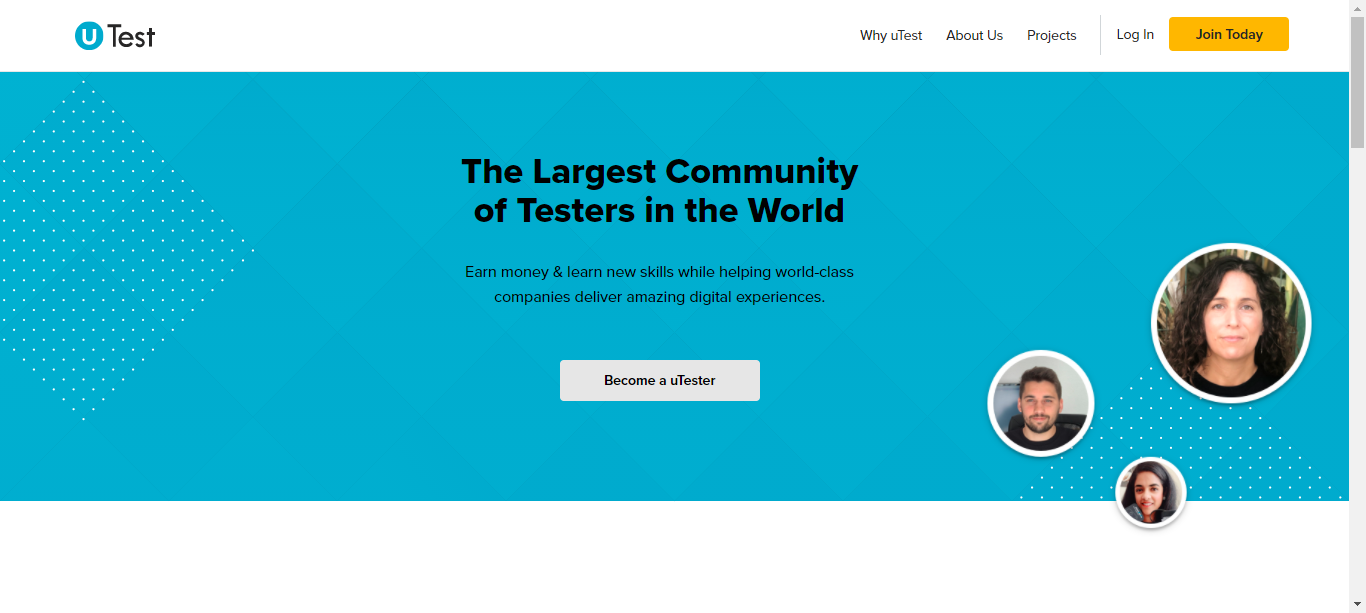 uTest
Why uTest
About Us
Projects
Log In
Join Today
The Largest Community
of Testers in the World
Earn money & learn new skills while helping world-class
companies deliver amazing digital experiences.
Become a uTester